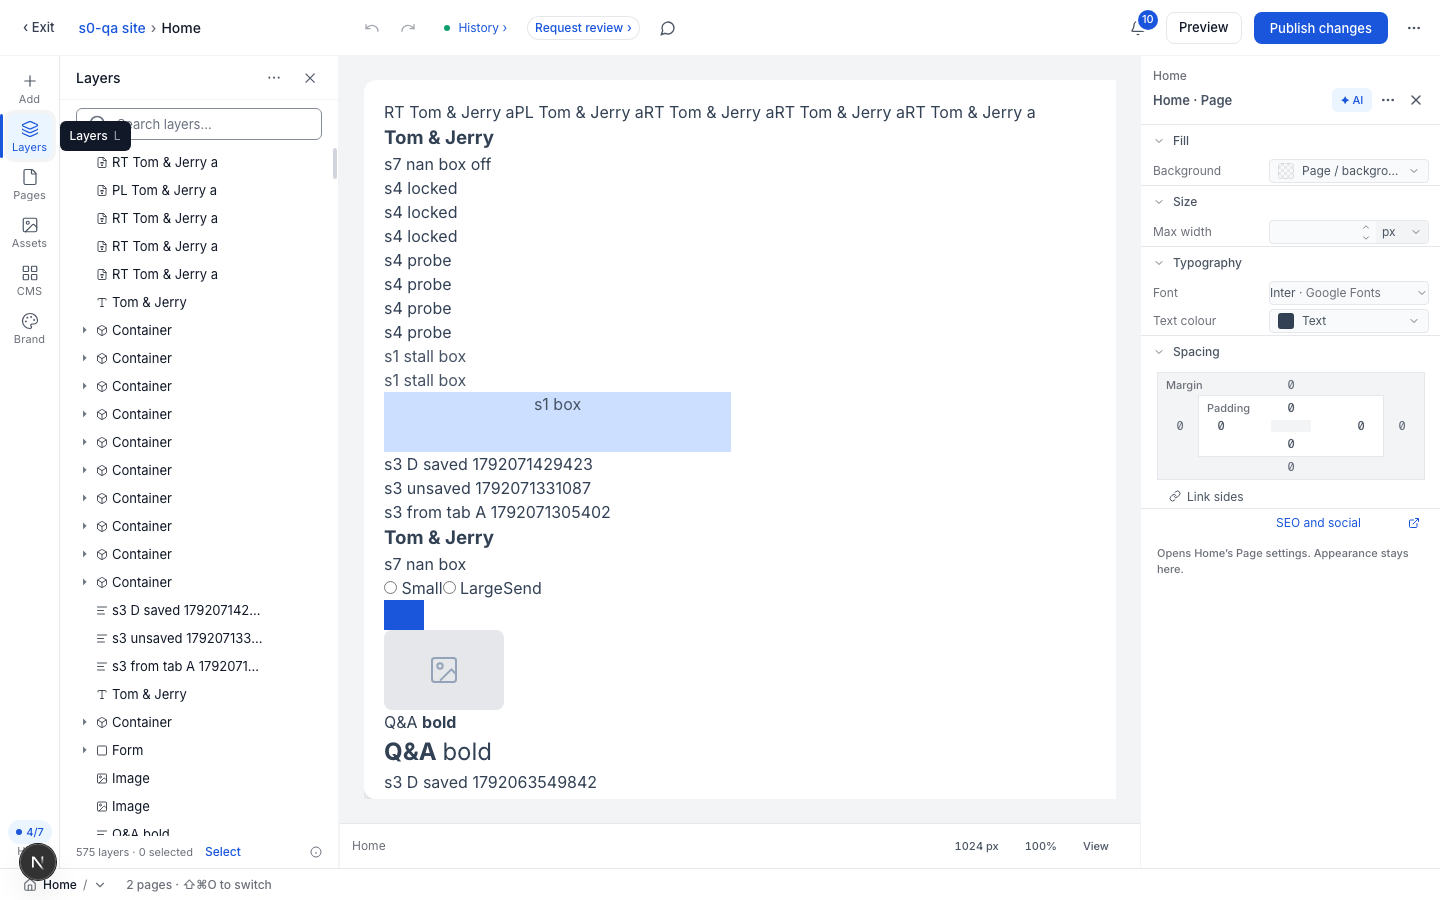 ‹ Exit
s0-qa site › Home
History ›
Request review ›
10
Preview
Publish changes
Add
Layers
Pages
Assets
CMS
Brand
4/7
N
Layers
Search layers...
Layers L
RT Tom & Jerry a
PL Tom & Jerry a
RT Tom & Jerry a
RT Tom & Jerry a
RT Tom & Jerry a
Tom & Jerry
Container
Container
Container
Container
Container
Container
Container
Container
Container
Container
s3 D saved 179207142...
s3 unsaved 179207133...
s3 from tab A 1792071...
Tom & Jerry
Container
Form
Image
Image
Q&A bold
575 layers · 0 selected Select
RT Tom & Jerry aPL Tom & Jerry aRT Tom & Jerry aRT Tom & Jerry aRT Tom & Jerry a
Tom & Jerry
s7 nan box off
s4 locked
s4 locked
s4 locked
s4 probe
s4 probe
s4 probe
s4 probe
s1 stall box
s1 stall box
s1 box
s3 D saved 1792071429423
s3 unsaved 1792071331087
s3 from tab A 1792071305402
Tom & Jerry
s7 nan box
Small LargeSend
Q&A bold
Q&A bold
s3 D saved 1792063549842
Home
1024 px 100% View
Home
Home · Page
AI
Fill
Background Page / backgro...
Size
Max width px
Typography
Font Inter · Google Fonts
Text colour Text
Spacing
Margin 0
Padding 0
0 0 0 0
0
0
Link sides
SEO and social
Opens Home's Page settings. Appearance stays
here.
Home / 2 pages · ⇧⌘O to switch